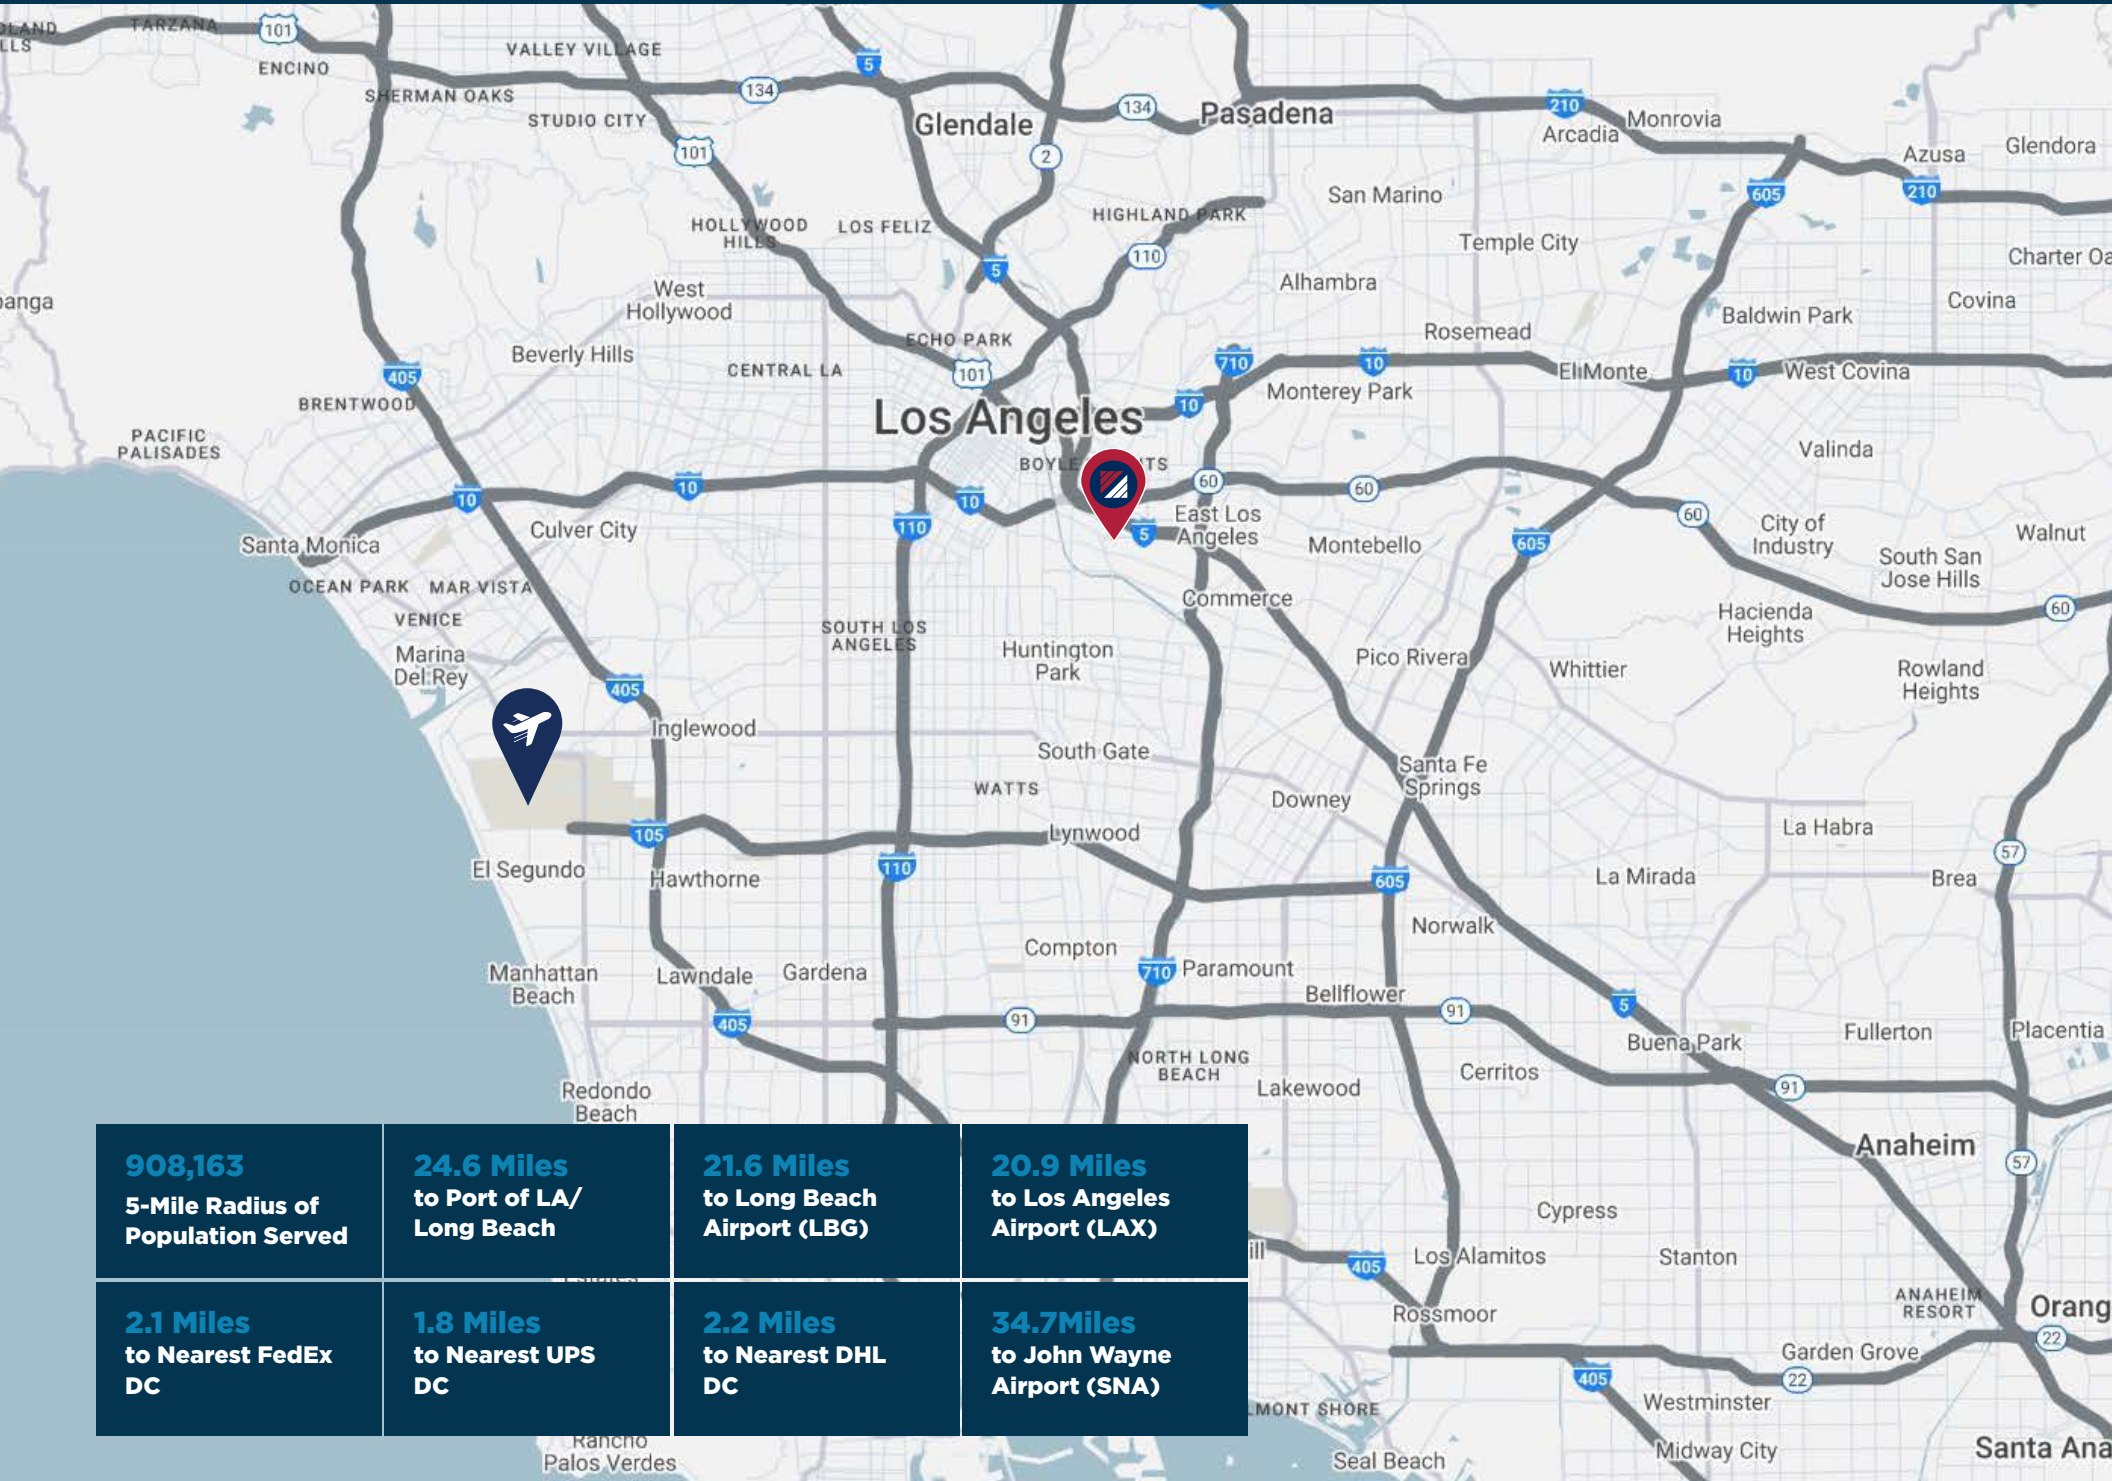 TARZANA
101
ENCINO
VALLEY VILLAGE
SHERMAN OAKS
STUDIO CITY
134
5
101
Glendale
134
2
Pasadena
210
Arcadia
Monrovia
Azusa
Glendora
605
210
San Marino
HIGHLAND PARK
HOLLYWOOD
HILLS
LOS FELIZ
5
110
Temple City
Charter Oa
Alhambra
West
Hollywood
Covina
Baldwin Park
Rosemead
ECHO PARK
Beverly Hills
CENTRAL LA
101
710
10
El Monte
10
West Covina
405
BRENTWOOD
10
Monterey Park
Los Angeles
PACIFIC
PALISADES
Valinda
BOYLE
10
10
60
60
10
110
5
East Los
Angeles
605
60
City of
Industry
Walnut
Santa Monica
Culver City
Montebello
South San
Jose Hills
OCEAN PARK
MAR VISTA
VENICE
Commerce
Hacienda
Heights
60
SOUTH LOS
ANGELES
Marina
Del Rey
Huntington
Park
Pico Rivera
Whittier
Rowland
Heights
405
Inglewood
South Gate
Santa Fe
Springs
WATTS
Downey
105
Lynwood
La Habra
El Segundo
Hawthorne
110
605
La Mirada
57
Brea
Norwalk
Compton
Manhattan
Beach
Lawndale
Gardena
710
Paramount
Bellflower
405
91
91
5
Buena Park
Fullerton
Placentia
NORTH LONG
BEACH
Lakewood
Cerritos
91
Redondo
Beach
Anaheim
57
908,163
5-Mile Radius of
Population Served
24.6 Miles
to Port of LA/
Long Beach
21.6 Miles
to Long Beach
Airport (LBG)
20.9 Miles
to Los Angeles
Airport (LAX)
Cypress
405
Los Alamitos
Stanton
ANAHEIM
RESORT
Orang
2.1 Miles
to Nearest FedEx
DC
1.8 Miles
to Nearest UPS
DC
2.2 Miles
to Nearest DHL
DC
34.7Miles
to John Wayne
Airport (SNA)
Rossmoor
22
Garden Grove
405
22
Westminster
LMONT SHORE
Rancho
Palos Verdes
Seal Beach
Midway City
Santa Ana